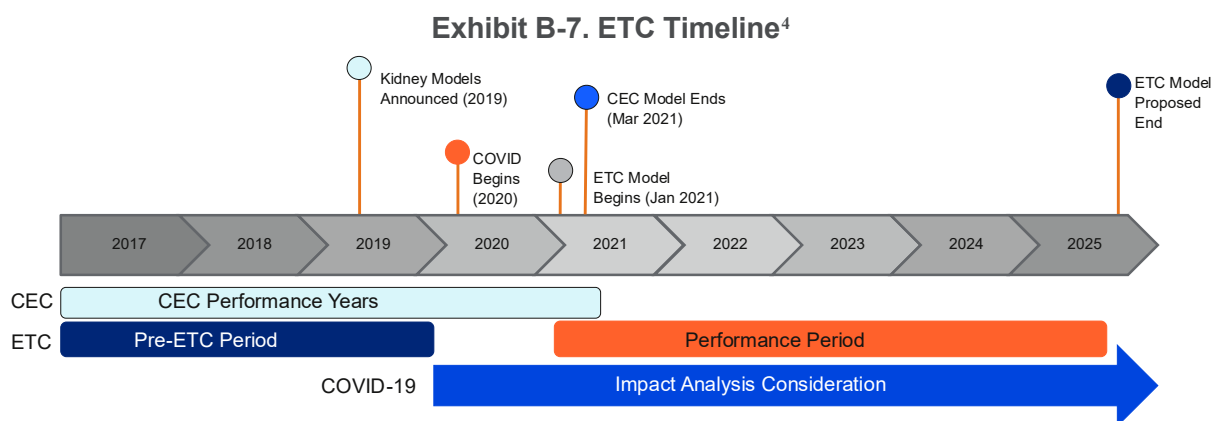 Exhibit B-7. ETC Timeline⁴
Kidney Models
Announced (2019)
COVID
Begins
(2020)
ETC Model
Begins (Jan 2021)
CEC Model Ends
(Mar 2021)
ETC Model
Proposed
End
2017
2018
2019
2020
2021
2022
2023
2024
2025
CEC
CEC Performance Years
ETC
Pre-ETC Period
Performance Period
COVID-19
Impact Analysis Consideration